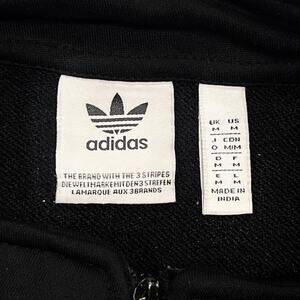 adidas
THE BRAND WITH THE 3 STRIPES
DIE WELTMARKE MIT DEN 3 STREIFEN
LA MARQUE AUX 3 BANDS
UK US
M M
J CDN
O M/M
D F
M M
E L
M M
MADE IN
INDIA